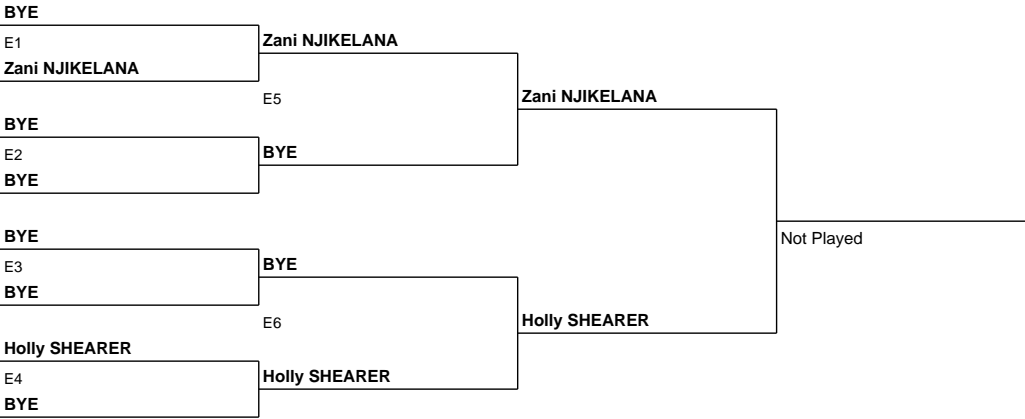 BYE
E1
Zani NJIKELANA
Zani NJIKELANA
E5
Zani NJIKELANA
BYE
E2
BYE
BYE
BYE
E3
BYE
BYE
Not Played
E6
Holly SHEARER
Holly SHEARER
E4
Holly SHEARER
BYE